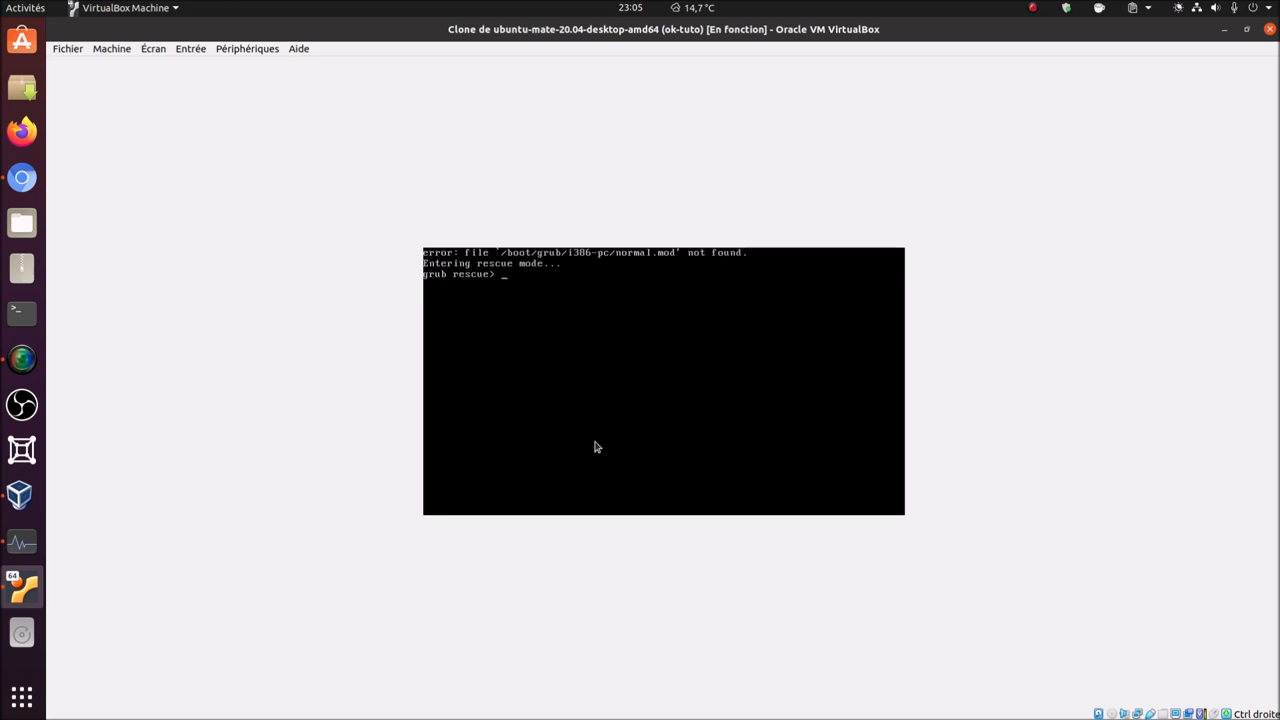 Activités VirtualBox Machine 23:05 14,7 °C
Clone de ubuntu-mate-20.04-desktop-amd64 (ok-tuto) [En fonction] - Oracle VM VirtualBox
Fichier Machine Écran Entrée Périphériques Aide
error: file `/boot/grub/i386-pc/normal.mod' not found.
Entering rescue mode...
grub rescue> _
>_
64
Ctrl droite